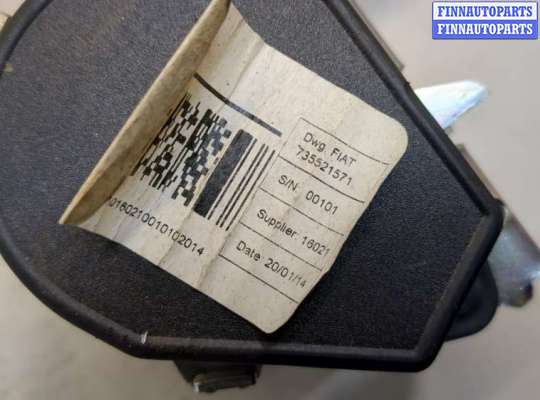 FINNAUTOPARTS
FINNAUTOPARTS
Dwg. FIAT
735521571
S/N. 00101
Supplier. 16021
Date. 20/01/14
0160210010102014